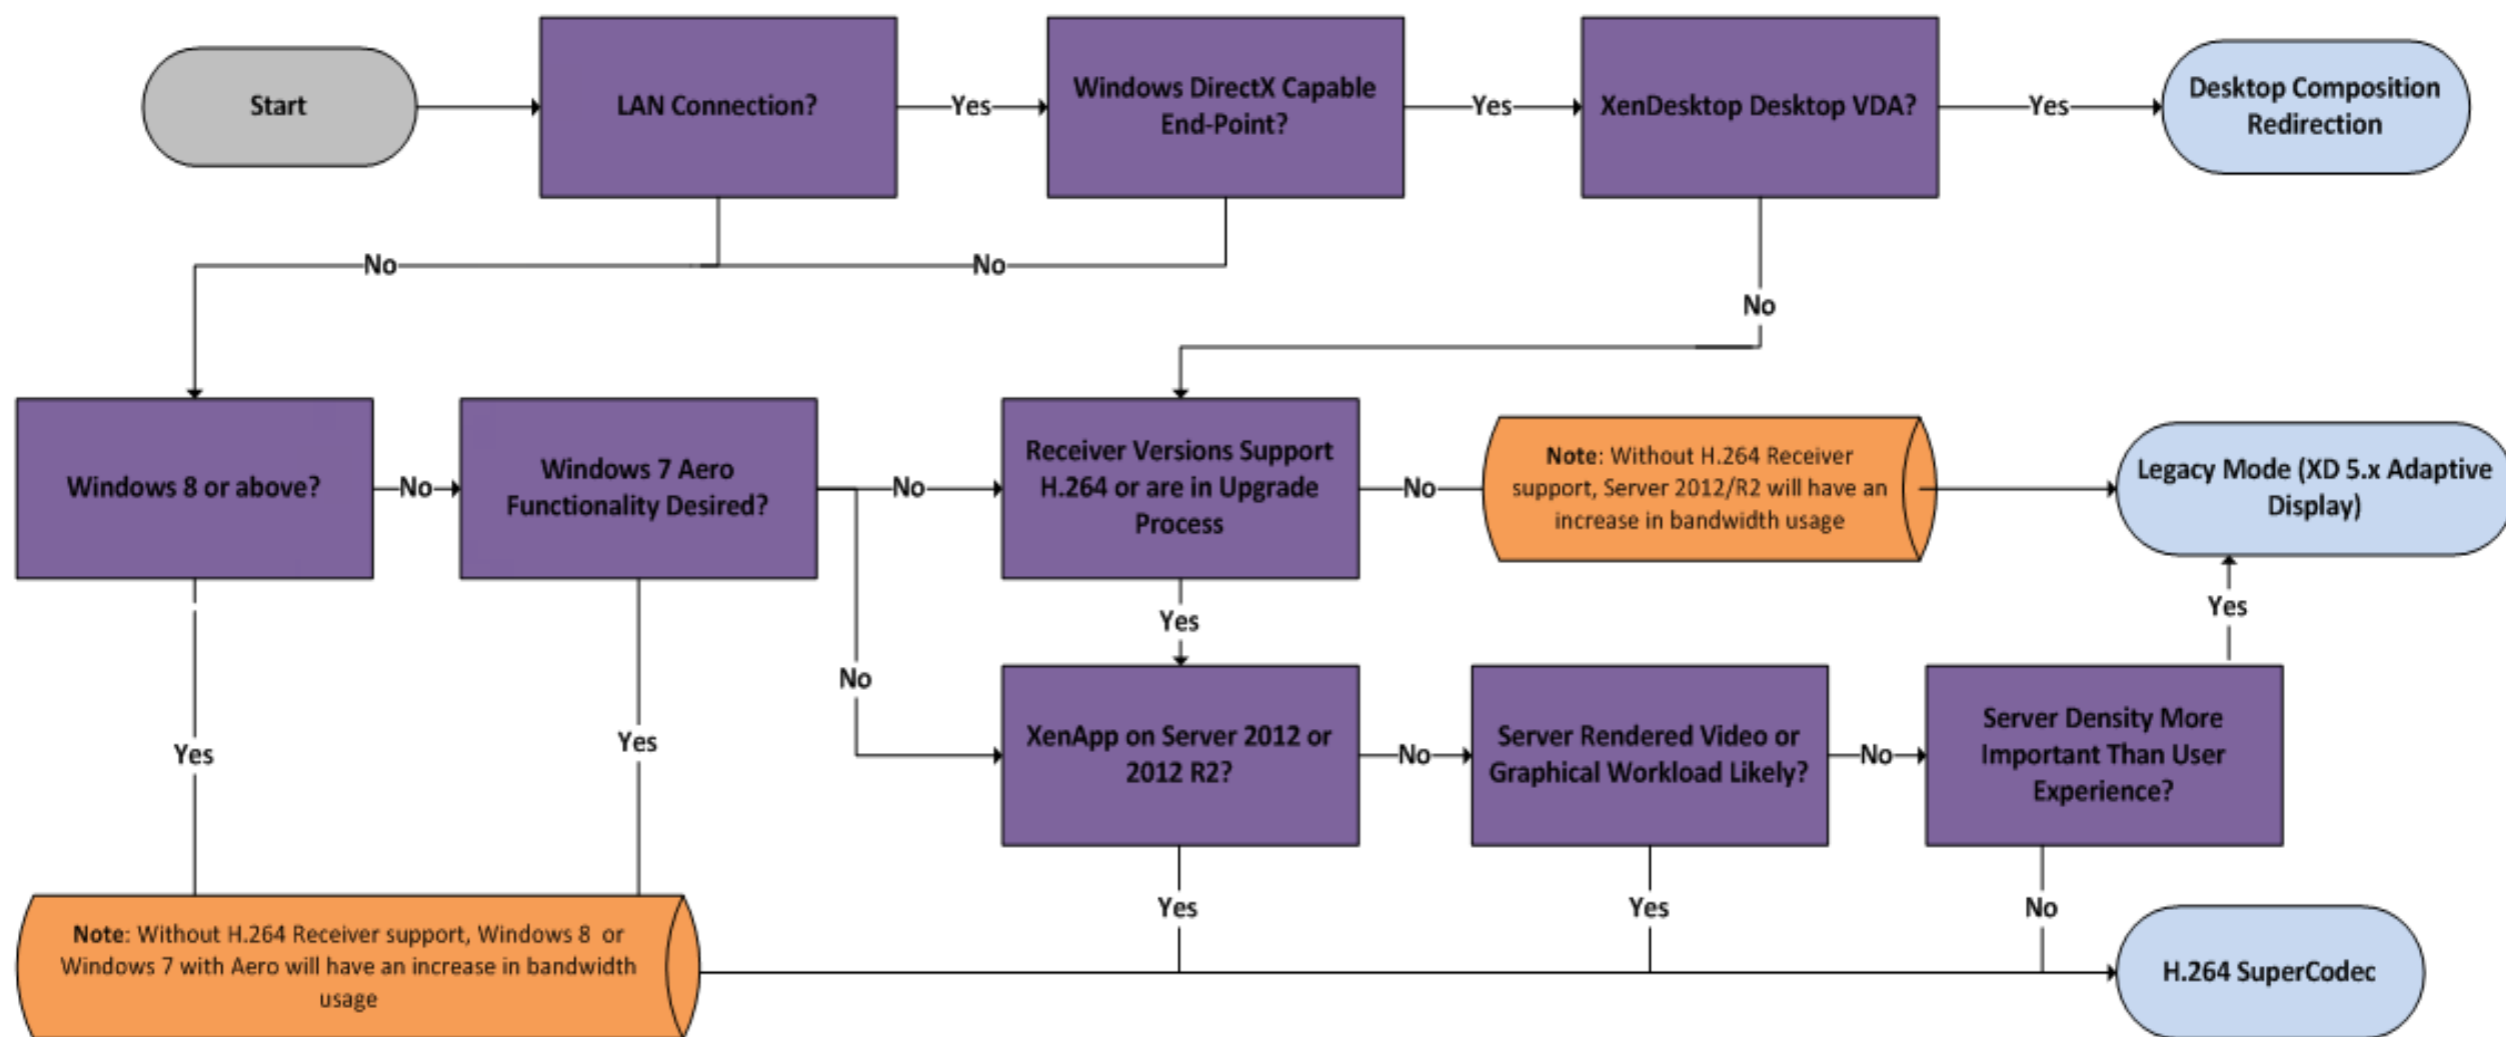 Start
LAN Connection?
Yes
Windows DirectX Capable
End-Point?
Yes
XenDesktop Desktop VDA?
Yes
Desktop Composition
Redirection
No
No
No
Windows 8 or above?
No
Windows 7 Aero
Functionality Desired?
No
Receiver Versions Support
H.264 or are in Upgrade
Process
No
Note: Without H.264 Receiver
support, Server 2012/R2 will have an
increase in bandwidth usage
Legacy Mode (XD 5.x Adaptive
Display)
Yes
Yes
No
XenApp on Server 2012 or
2012 R2?
No
Server Rendered Video or
Graphical Workload Likely?
No
Server Density More
Important Than User
Experience?
Yes
Yes
Yes
Yes
No
Note: Without H.264 Receiver support, Windows 8 or
Windows 7 with Aero will have an increase in bandwidth
usage
H.264 SuperCodec